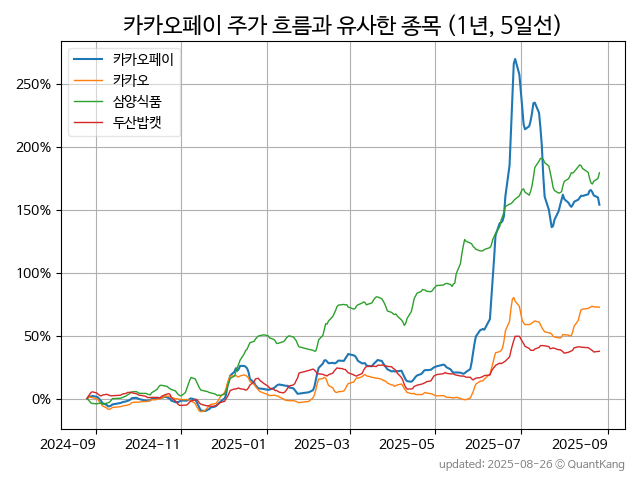 카카오페이 주가 흐름과 유사한 종목 (1년, 5일선)
카카오페이
카카오
삼양식품
두산밥캣
250%
200%
150%
100%
50%
0%
2024-09 2024-11 2025-01 2025-03 2025-05 2025-07 2025-09
updated: 2025-08-26 @ QuantKang